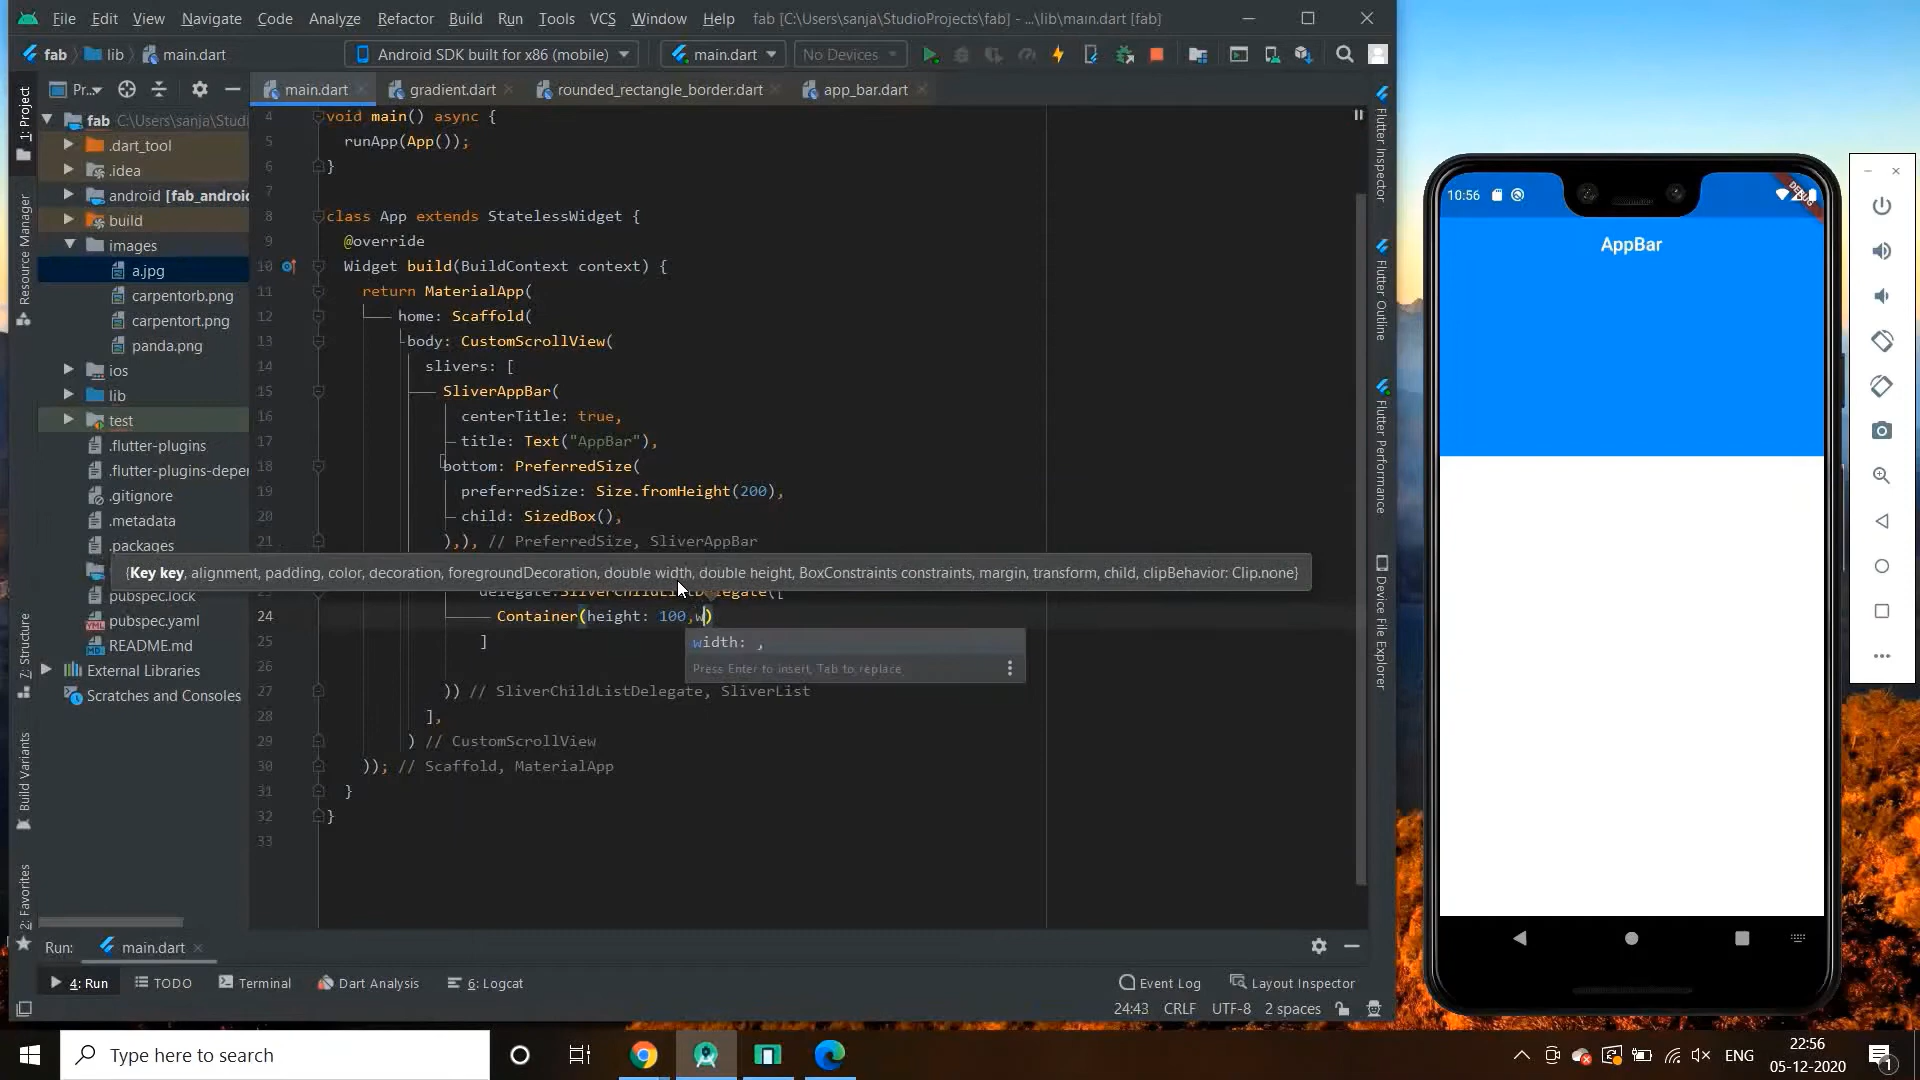 File Edit View Navigate Code Analyze Refactor Build Run Tools VCS Window Help fab [C:\Users\sanja\StudioProjects\fab] - ...\lib\main.dart [fab]
fab lib main.dart Android SDK built for x86 (mobile) main.dart No Devices
1: Project
Resource Manager
Z: Structure
Build Variants
2: Favorites
Pr...
main.dart gradient.dart rounded_rectangle_border.dart app_bar.dart
fab C:\Users\sanja\Studi
.dart_tool
.idea
android [fab_android
build
images
a.jpg
carpentorb.png
carpentort.png
panda.png
ios
lib
test
.flutter-plugins
.flutter-plugins-deper
.gitignore
.metadata
.packages
pubspec.lock
pubspec.yaml
README.md
External Libraries
Scratches and Consoles
4 void main() async {
5 runApp(App());
6 }
7
8 class App extends StatelessWidget {
9 @override
10 Widget build(BuildContext context) {
11 return MaterialApp(
12 home: Scaffold(
13 body: CustomScrollView(
14 slivers: [
15 SliverAppBar(
16 centerTitle: true,
17 title: Text("AppBar"),
18 bottom: PreferredSize(
19 preferredSize: Size.fromHeight(200),
20 child: SizedBox(),
21 ),), // PreferredSize, SliverAppBar
{Key key, alignment, padding, color, decoration, foregroundDecoration, double width, double height, BoxConstraints constraints, margin, transform, child, clipBehavior: Clip.none}
delegate:SliverChildListDelegate([
24 Container(height: 100,w)
25 ]
width: ,
26
Press Enter to insert, Tab to replace
27 )) // SliverChildListDelegate, SliverList
28 ],
29 ) // CustomScrollView
30 )); // Scaffold, MaterialApp
31 }
32 }
33
Flutter Inspector
Flutter Outline
Flutter Performance
Device File Explorer
Run: main.dart
4: Run TODO Terminal Dart Analysis 6: Logcat Event Log Layout Inspector
24:43 CRLF UTF-8 2 spaces
10:56
DEBUG
AppBar
Type here to search
ENG
22:56
05-12-2020
1